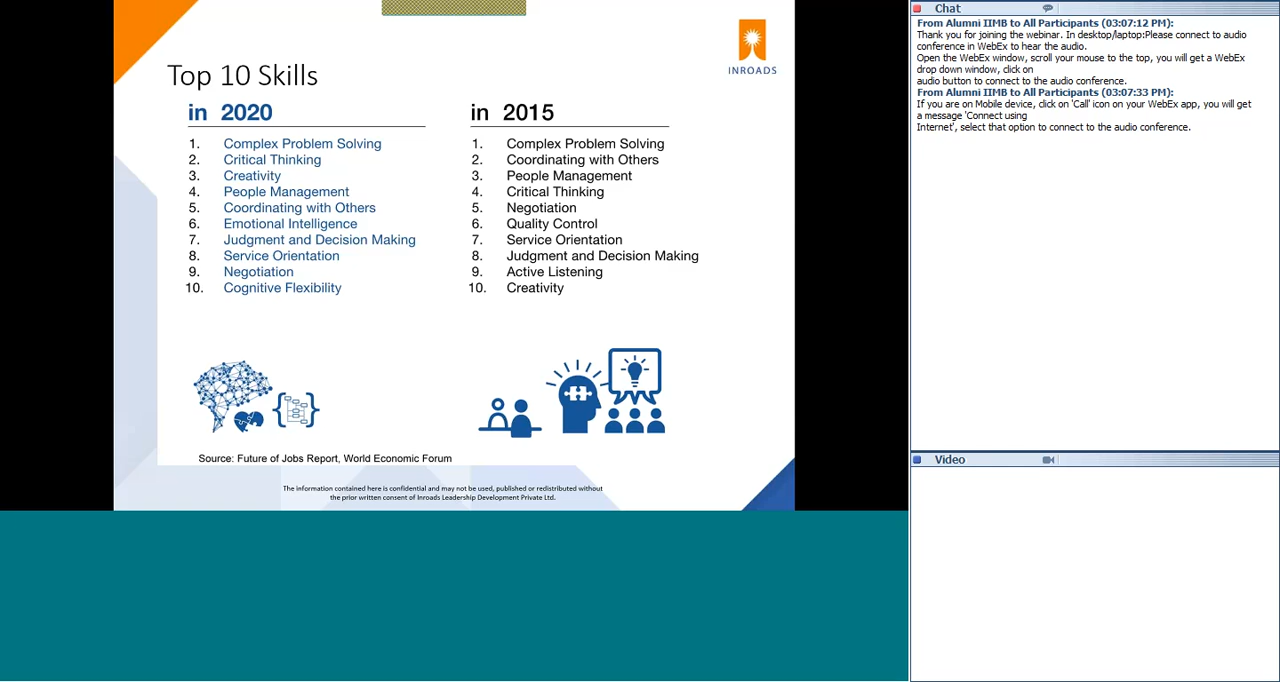 INROADS
Top 10 Skills
in 2020
1. Complex Problem Solving
2. Critical Thinking
3. Creativity
4. People Management
5. Coordinating with Others
6. Emotional Intelligence
7. Judgment and Decision Making
8. Service Orientation
9. Negotiation
10. Cognitive Flexibility
in 2015
1. Complex Problem Solving
2. Coordinating with Others
3. People Management
4. Critical Thinking
5. Negotiation
6. Quality Control
7. Service Orientation
8. Judgment and Decision Making
9. Active Listening
10. Creativity
Source: Future of Jobs Report, World Economic Forum
The information contained here is confidential and may not be used, published or redistributed without
the prior written consent of Inroads Leadership Development Private Ltd.
Chat
From Alumni IIMB to All Participants (03:07:12 PM):
Thank you for joining the webinar. In desktop/laptop:Please connect to audio
conference in WebEx to hear the audio.
Open the WebEx window, scroll your mouse to the top, you will get a WebEx
drop down window, click on
audio button to connect to the audio conference.
From Alumni IIMB to All Participants (03:07:33 PM):
If you are on Mobile device, click on 'Call' icon on your WebEx app, you will get
a message 'Connect using
Internet', select that option to connect to the audio conference.
Video